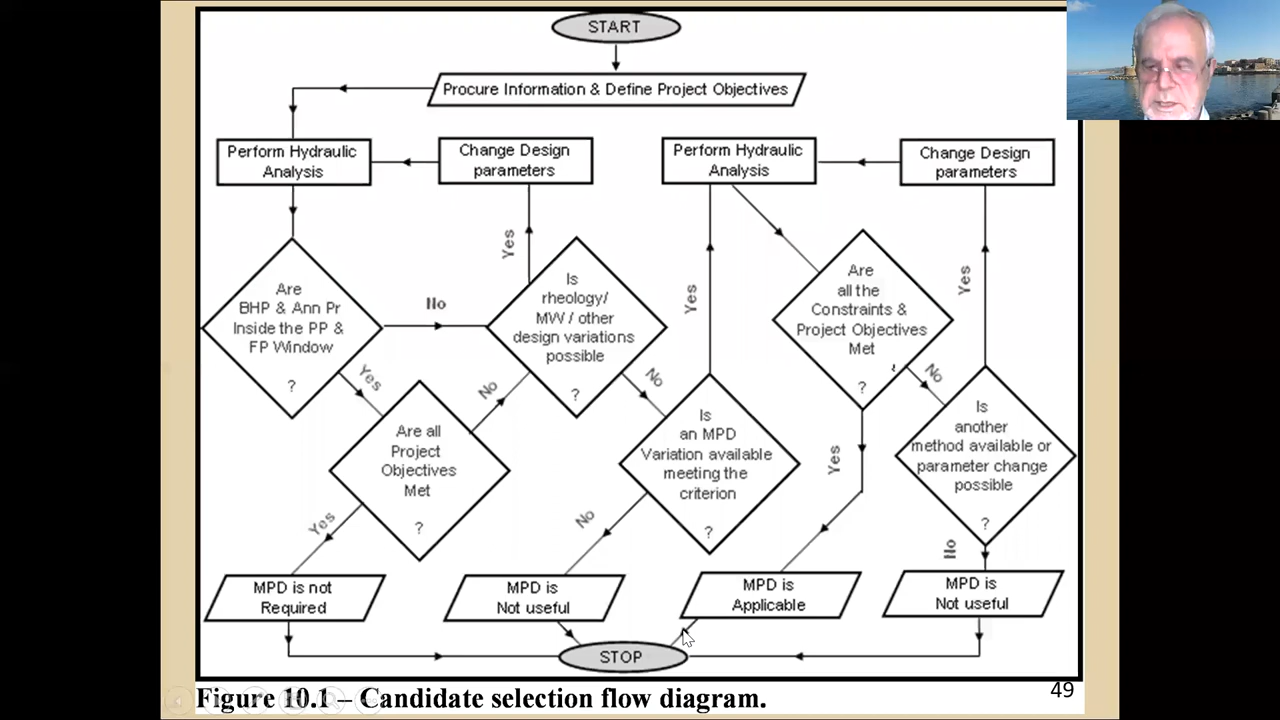 START
Procure Information & Define Project Objectives
Perform Hydraulic
Analysis
Change Design
parameters
Perform Hydraulic
Analysis
Change Design
parameters
Yes
Yes
Yes
Are
BHP & Ann Pr
Inside the PP &
FP Window
?
No
Is
rheology/
MW / other
design variations
possible
?
Are
all the
Constraints &
Project Objectives
Met
?
Yes
No
No
No
Are all
Project
Objectives
Met
?
Is
an MPD
Variation available
meeting the
criterion
?
Is
another
method available or
parameter change
possible
?
Yes
No
Yes
No
MPD is not
Required
MPD is
Not useful
MPD is
Applicable
MPD is
Not useful
STOP
Figure 10.1 – Candidate selection flow diagram.
49